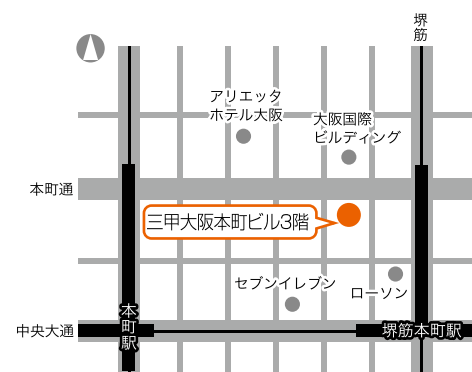 堺筋
アリエッタ
ホテル大阪
大阪国際
ビルディング
本町通
三甲大阪本町ビル3階
セブンイレブン
ローソン
本町駅
中央大通
堺筋本町駅